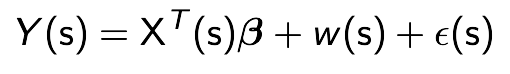 Y(s) = X^T(s)β + w(s) + ϵ(s)